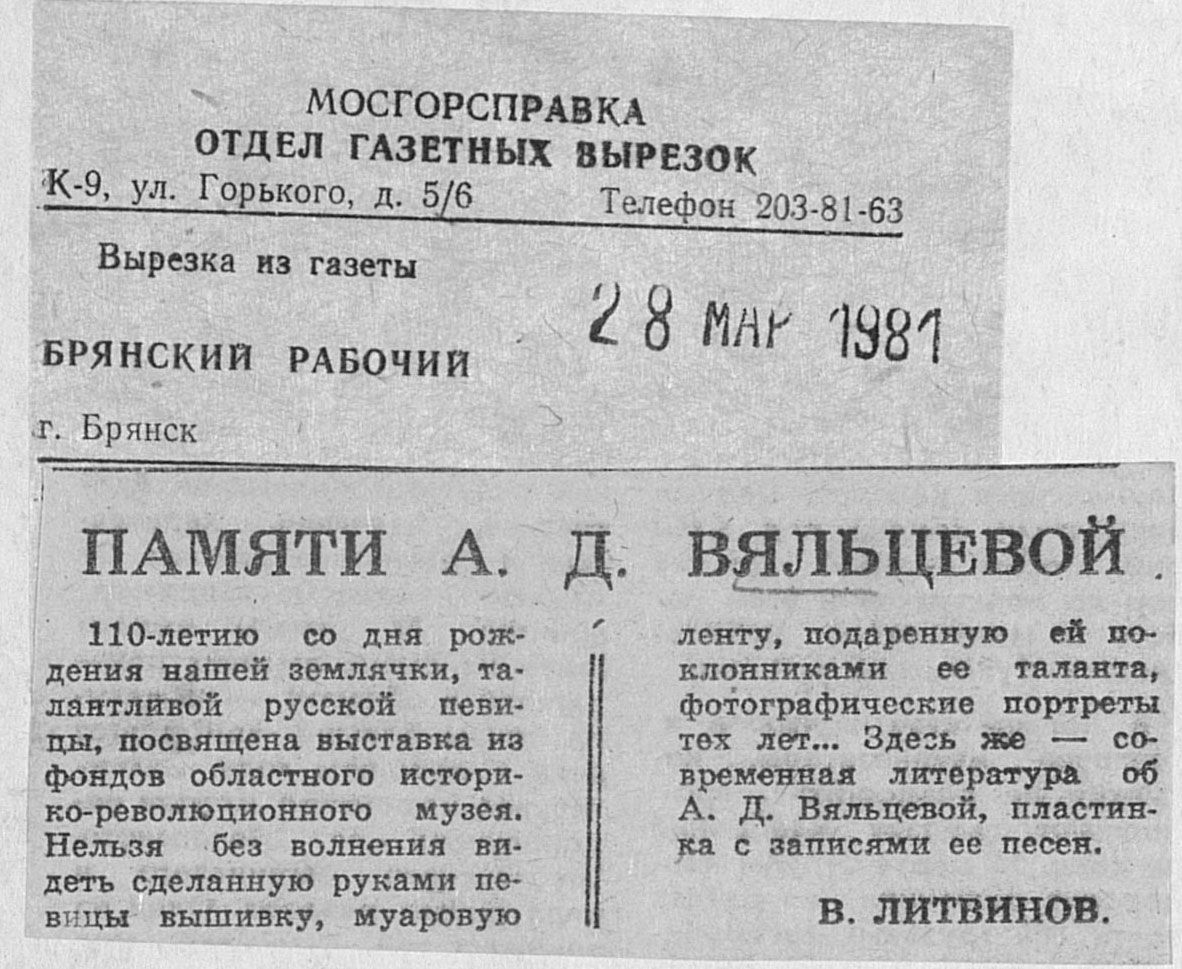 МОСГОРСПРАВКА
ОТДЕЛ ГАЗЕТНЫХ ВЫРЕЗОК
К-9, ул. Горького, д. 5/6 Телефон 203-81-63
Вырезка из газеты
28 МАР 1981
БРЯНСКИЙ РАБОЧИЙ
г. Брянск
ПАМЯТИ А. Д. ВЯЛЬЦЕВОЙ
110-летию со дня рож-
дения нашей землячки, та-
лантливой русской певи-
цы, посвящена выставка из
фондов областного истори-
ко-революционного музея.
Нельзя без волнения ви-
деть сделанную руками пе-
вицы вышивку, муаровую
ленту, подаренную ей по-
клонниками ее таланта,
фотографические портреты
тех лет... Здесь же — со-
временная литература об
А. Д. Вяльцевой, пластин-
ка с записями ее песен.
В. ЛИТВИНОВ.